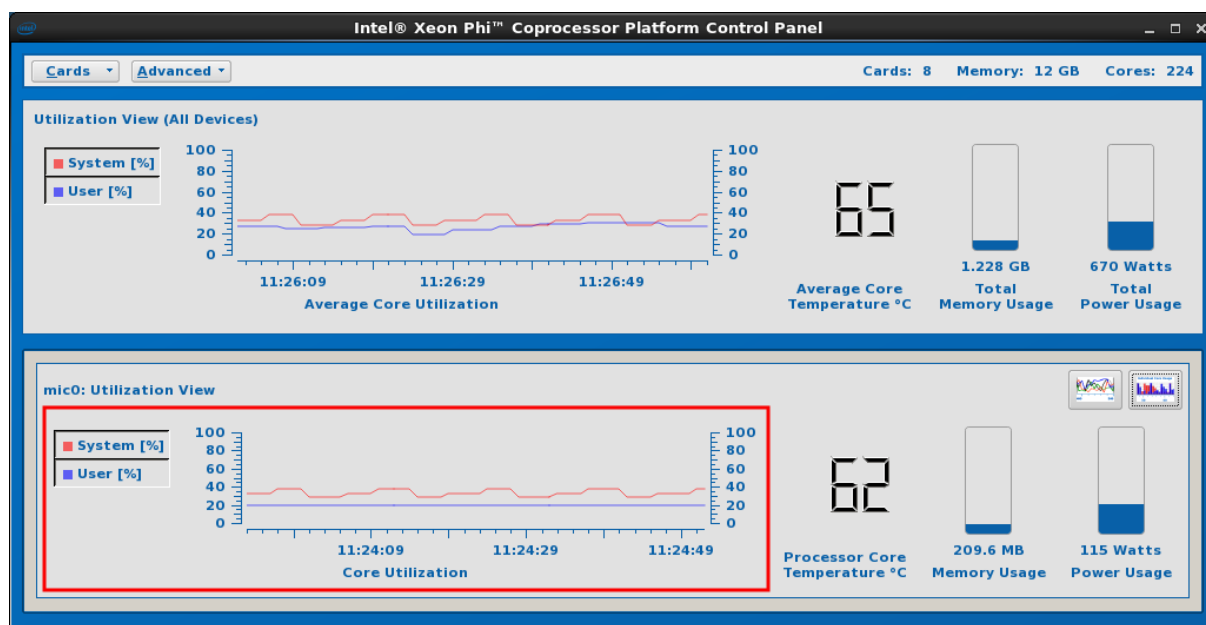 Intel® Xeon Phi™ Coprocessor Platform Control Panel
Cards Advanced Cards: 8 Memory: 12 GB Cores: 224
Utilization View (All Devices)
System [%]
User [%]
100 100
80 80
60 60
40 40
20 20
0 0
11:26:09 11:26:29 11:26:49
Average Core Utilization
65
Average Core
Temperature °C
1.228 GB
Total
Memory Usage
670 Watts
Total
Power Usage
mic0: Utilization View
System [%]
User [%]
100 100
80 80
60 60
40 40
20 20
0 0
11:24:09 11:24:29 11:24:49
Core Utilization
62
Processor Core
Temperature °C
209.6 MB
Memory Usage
115 Watts
Power Usage